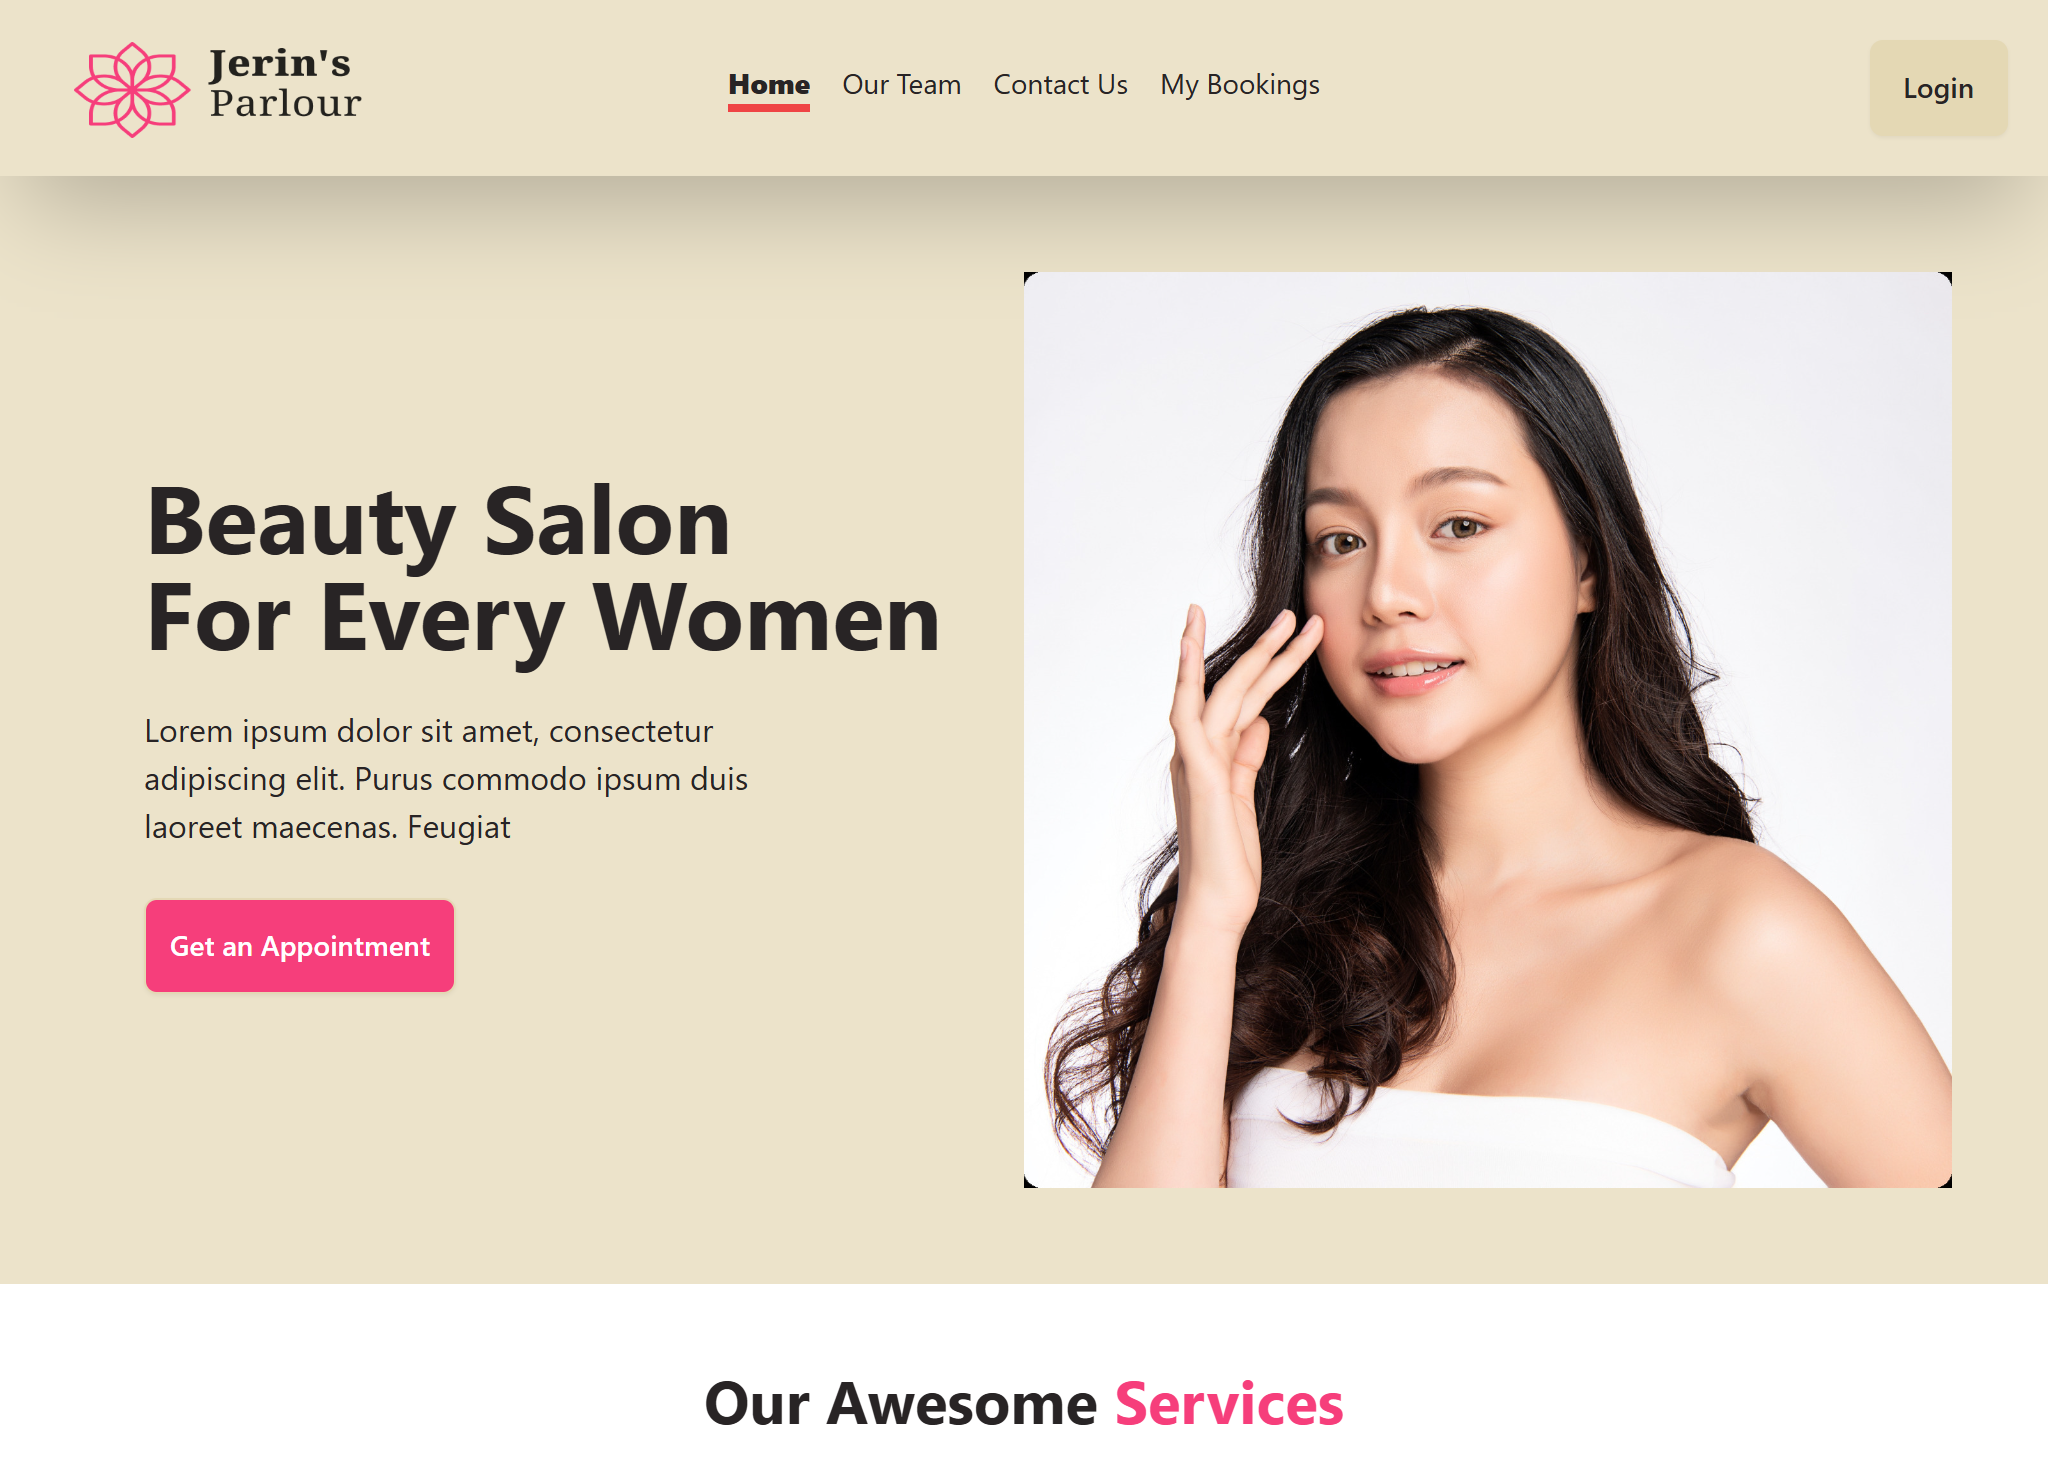 Jerin's
Parlour
Home
Our Team
Contact Us
My Bookings
Login
Beauty Salon
For Every Women
Lorem ipsum dolor sit amet, consectetur
adipiscing elit. Purus commodo ipsum duis
laoreet maecenas. Feugiat
Get an Appointment
Our Awesome Services